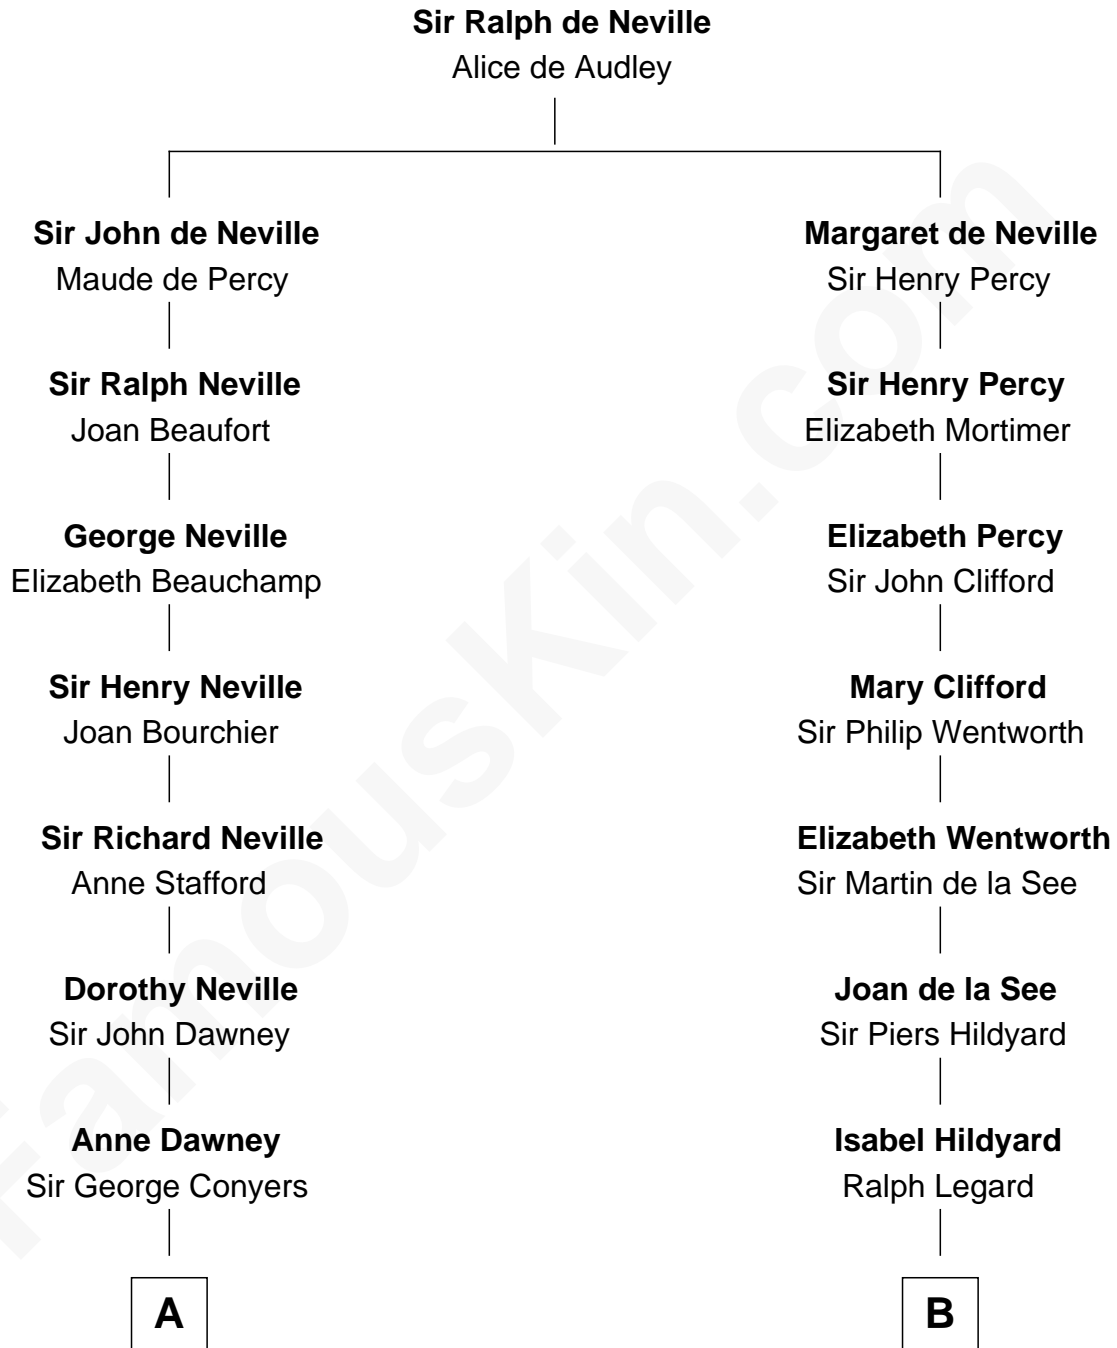 Sir Ralph de Neville
Alice de Audley
Sir John de Neville
Maude de Percy
Margaret de Neville
Sir Henry Percy
Sir Ralph Neville
Joan Beaufort
Sir Henry Percy
Elizabeth Mortimer
George Neville
Elizabeth Beauchamp
Elizabeth Percy
Sir John Clifford
Sir Henry Neville
Joan Bourchier
Mary Clifford
Sir Philip Wentworth
Sir Richard Neville
Anne Stafford
Elizabeth Wentworth
Sir Martin de la See
Dorothy Neville
Sir John Dawney
Joan de la See
Sir Piers Hildyard
Anne Dawney
Sir George Conyers
Isabel Hildyard
Ralph Legard
A
B
FamousKin.com